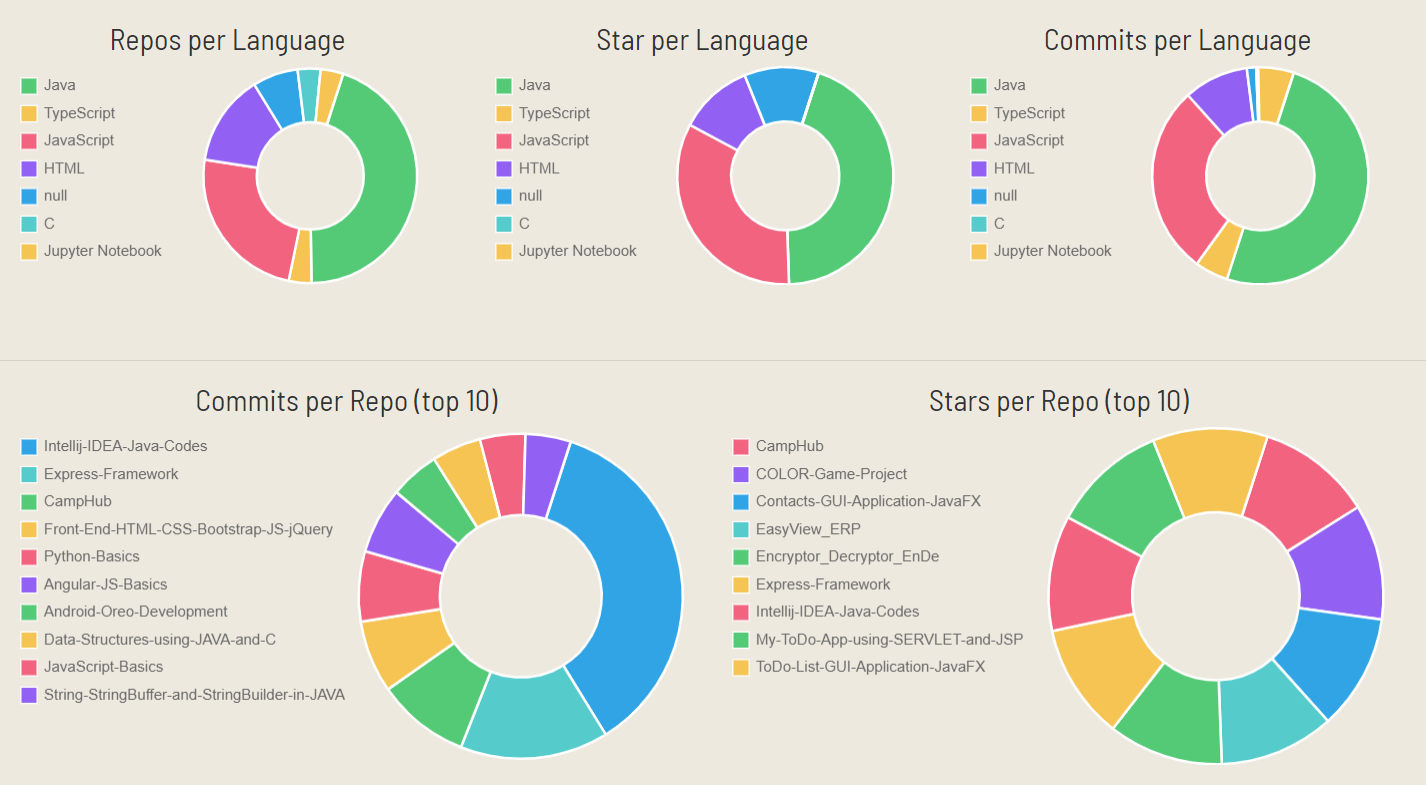 Repos per Language
Java
TypeScript
JavaScript
HTML
null
C
Jupyter Notebook
Star per Language
Java
TypeScript
JavaScript
HTML
null
C
Jupyter Notebook
Commits per Language
Java
TypeScript
JavaScript
HTML
null
C
Jupyter Notebook
Commits per Repo (top 10)
Intellij-IDEA-Java-Codes
Express-Framework
CampHub
Front-End-HTML-CSS-Bootstrap-JS-jQuery
Python-Basics
Angular-JS-Basics
Android-Oreo-Development
Data-Structures-using-JAVA-and-C
JavaScript-Basics
String-StringBuffer-and-StringBuilder-in-JAVA
Stars per Repo (top 10)
CampHub
COLOR-Game-Project
Contacts-GUI-Application-JavaFX
EasyView_ERP
Encryptor_Decryptor_EnDe
Express-Framework
Intellij-IDEA-Java-Codes
My-ToDo-App-using-SERVLET-and-JSP
ToDo-List-GUI-Application-JavaFX